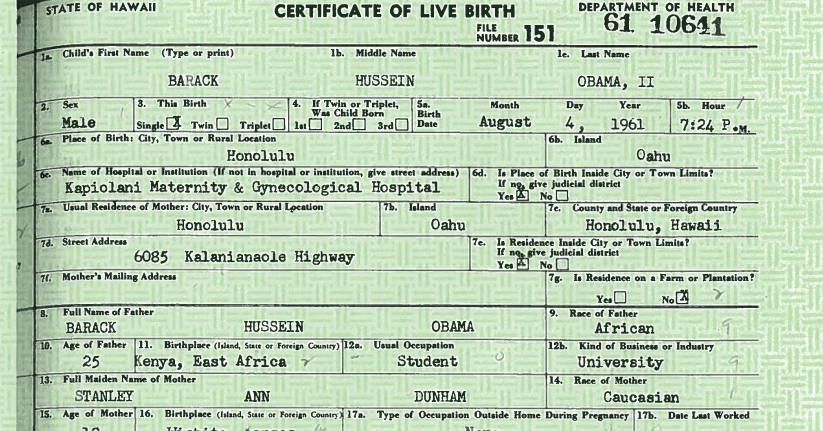 STATE OF HAWAII CERTIFICATE OF LIVE BIRTH DEPARTMENT OF HEALTH
FILE NUMBER 151 61 10641
1a. Child's First Name (Type or print) 1b. Middle Name 1c. Last Name
BARACK HUSSEIN OBAMA, II
2. Sex 3. This Birth 4. If Twin or Triplet, Was Child Born 5a. Birth Date Month Day Year 5b. Hour
Male Single X Twin Triplet 1st 2nd 3rd August 4, 1961 7:24 P.M.
6a. Place of Birth: City, Town or Rural Location 6b. Island
Honolulu Oahu
6c. Name of Hospital or Institution (If not in hospital or institution, give street address) 6d. Is Place of Birth Inside City or Town Limits?
If no, give judicial district
Kapiolani Maternity & Gynecological Hospital Yes X No
7a. Usual Residence of Mother: City, Town or Rural Location 7b. Island 7c. County and State or Foreign Country
Honolulu Oahu Honolulu, Hawaii
7d. Street Address 7e. Is Residence Inside City or Town Limits?
If no, give judicial district
6085 Kalanianaole Highway Yes X No
7f. Mother's Mailing Address 7g. Is Residence on a Farm or Plantation?
Yes No X
8. Full Name of Father 9. Race of Father
BARACK HUSSEIN OBAMA African
10. Age of Father 11. Birthplace (Island, State or Foreign Country) 12a. Usual Occupation 12b. Kind of Business or Industry
25 Kenya, East Africa Student University
13. Full Maiden Name of Mother 14. Race of Mother
STANLEY ANN DUNHAM Caucasian
15. Age of Mother 16. Birthplace (Island, State or Foreign Country) 17a. Type of Occupation Outside Home During Pregnancy 17b. Date Last Worked